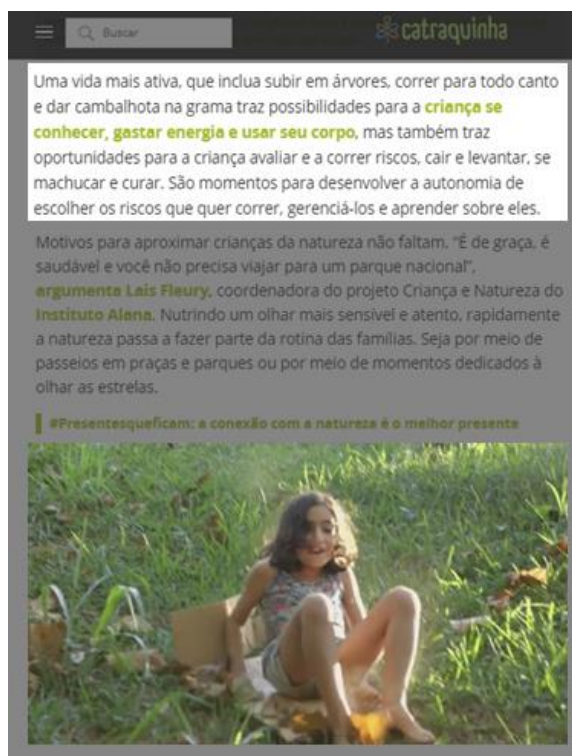 Buscar
catraquinha
Uma vida mais ativa, que inclua subir em árvores, correr para todo canto
e dar cambalhota na grama traz possibilidades para a criança se
conhecer, gastar energia e usar seu corpo, mas também traz
oportunidades para a criança avaliar e a correr riscos, cair e levantar, se
machucar e curar. São momentos para desenvolver a autonomia de
escolher os riscos que quer correr, gerenciá-los e aprender sobre eles.
Motivos para aproximar crianças da natureza não faltam. "É de graça, é
saudável e você não precisa viajar para um parque nacional",
argumenta Lais Fleury, coordenadora do projeto Criança e Natureza do
Instituto Alana. Nutrindo um olhar mais sensível e atento, rapidamente
a natureza passa a fazer parte da rotina das famílias. Seja por meio de
passeios em praças e parques ou por meio de momentos dedicados à
olhar as estrelas.
#Presentesqueficam: a conexão com a natureza é o melhor presente